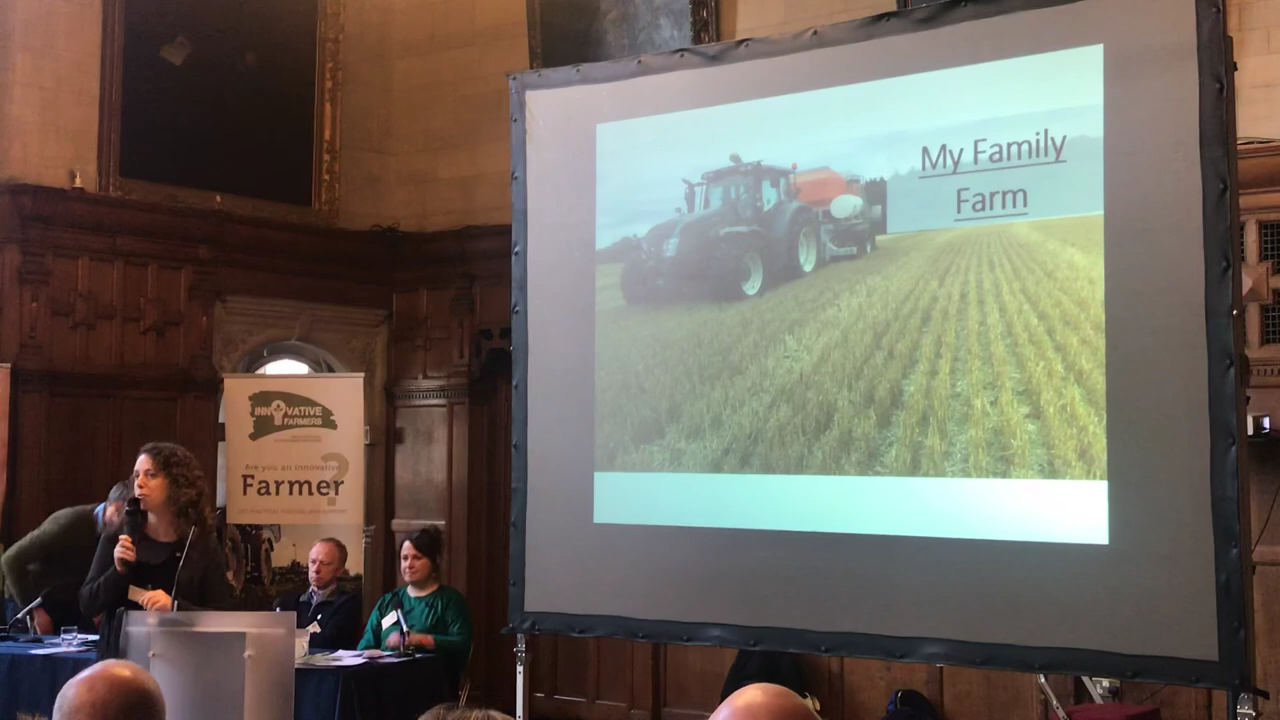 My Family
Farm
INNOVATIVE
FARMERS
Are you an innovative
Farmer?